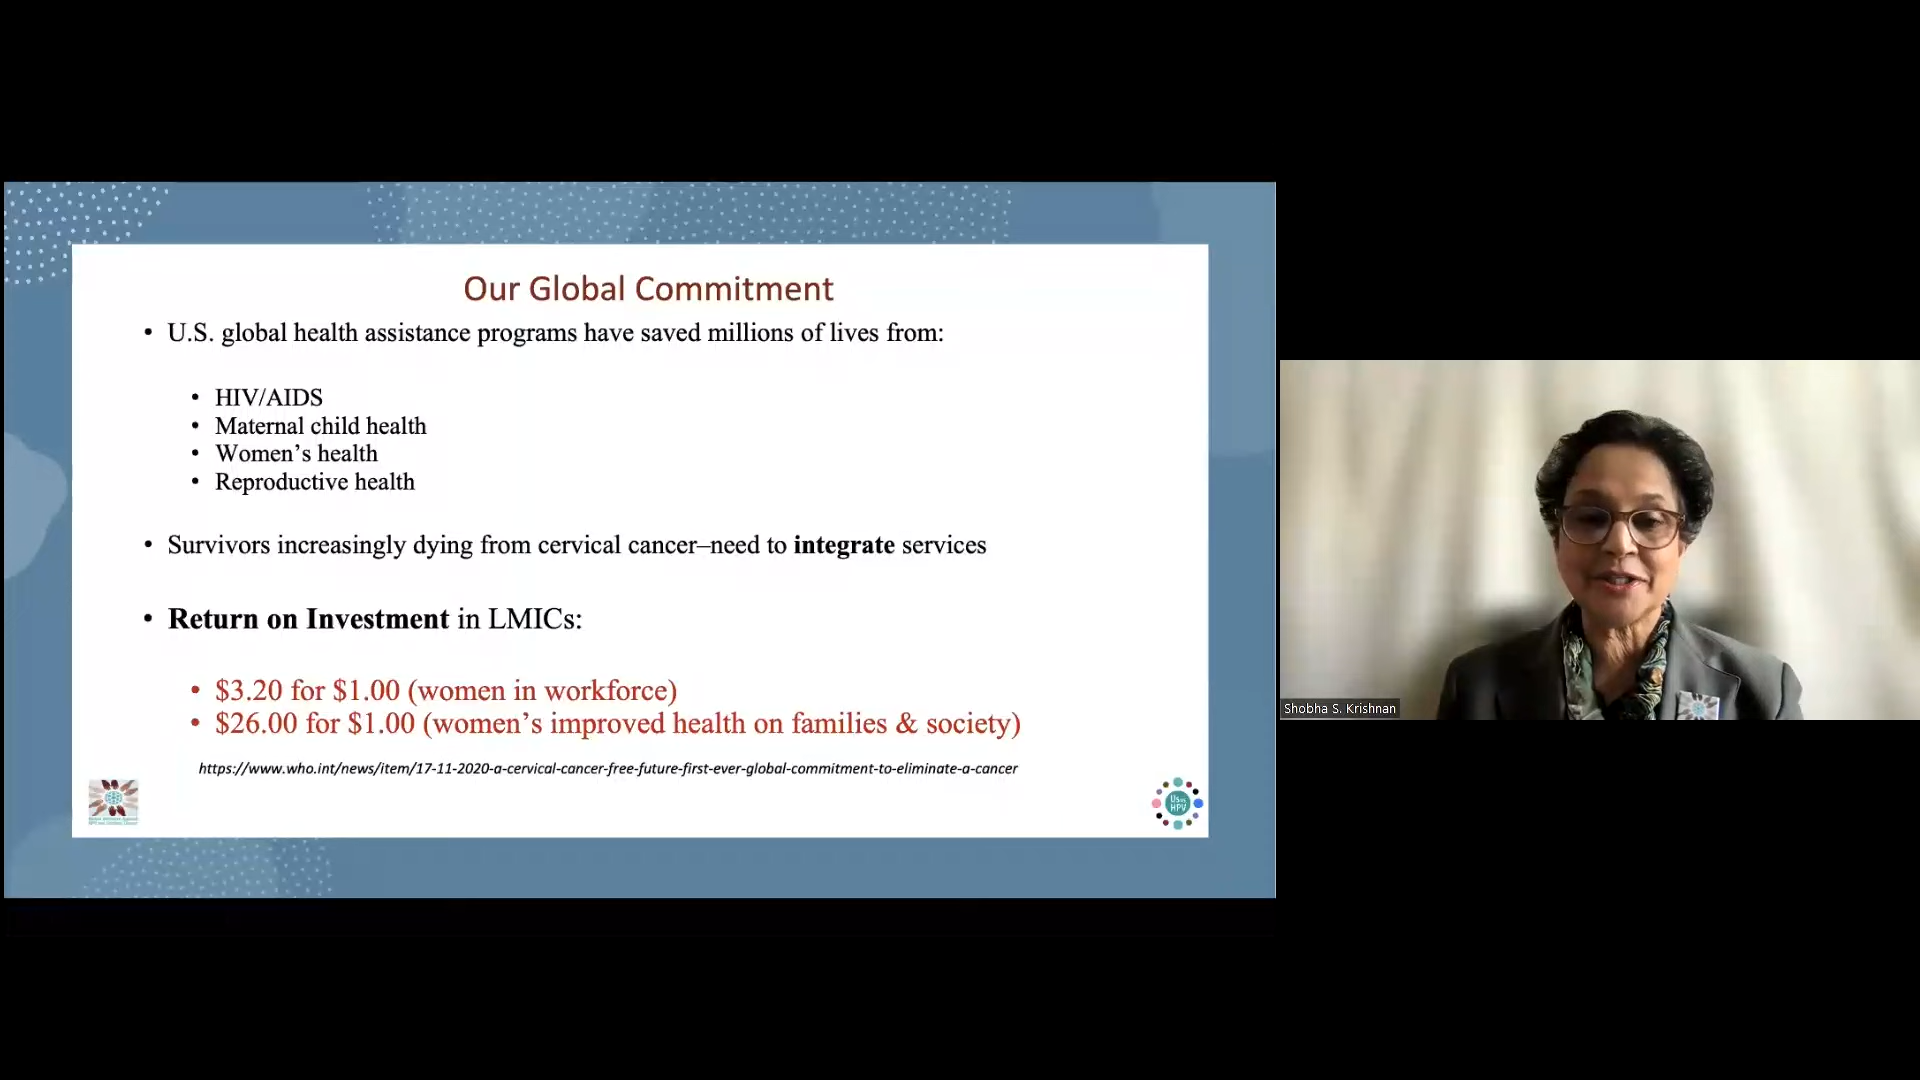 Our Global Commitment
• U.S. global health assistance programs have saved millions of lives from:
• HIV/AIDS
• Maternal child health
• Women’s health
• Reproductive health
• Survivors increasingly dying from cervical cancer–need to integrate services
• Return on Investment in LMICs:
• $3.20 for $1.00 (women in workforce)
• $26.00 for $1.00 (women’s improved health on families & society)
https://www.who.int/news/item/17-11-2020-a-cervical-cancer-free-future-first-ever-global-commitment-to-eliminate-a-cancer
US vs
HPV
Shobha S. Krishnan